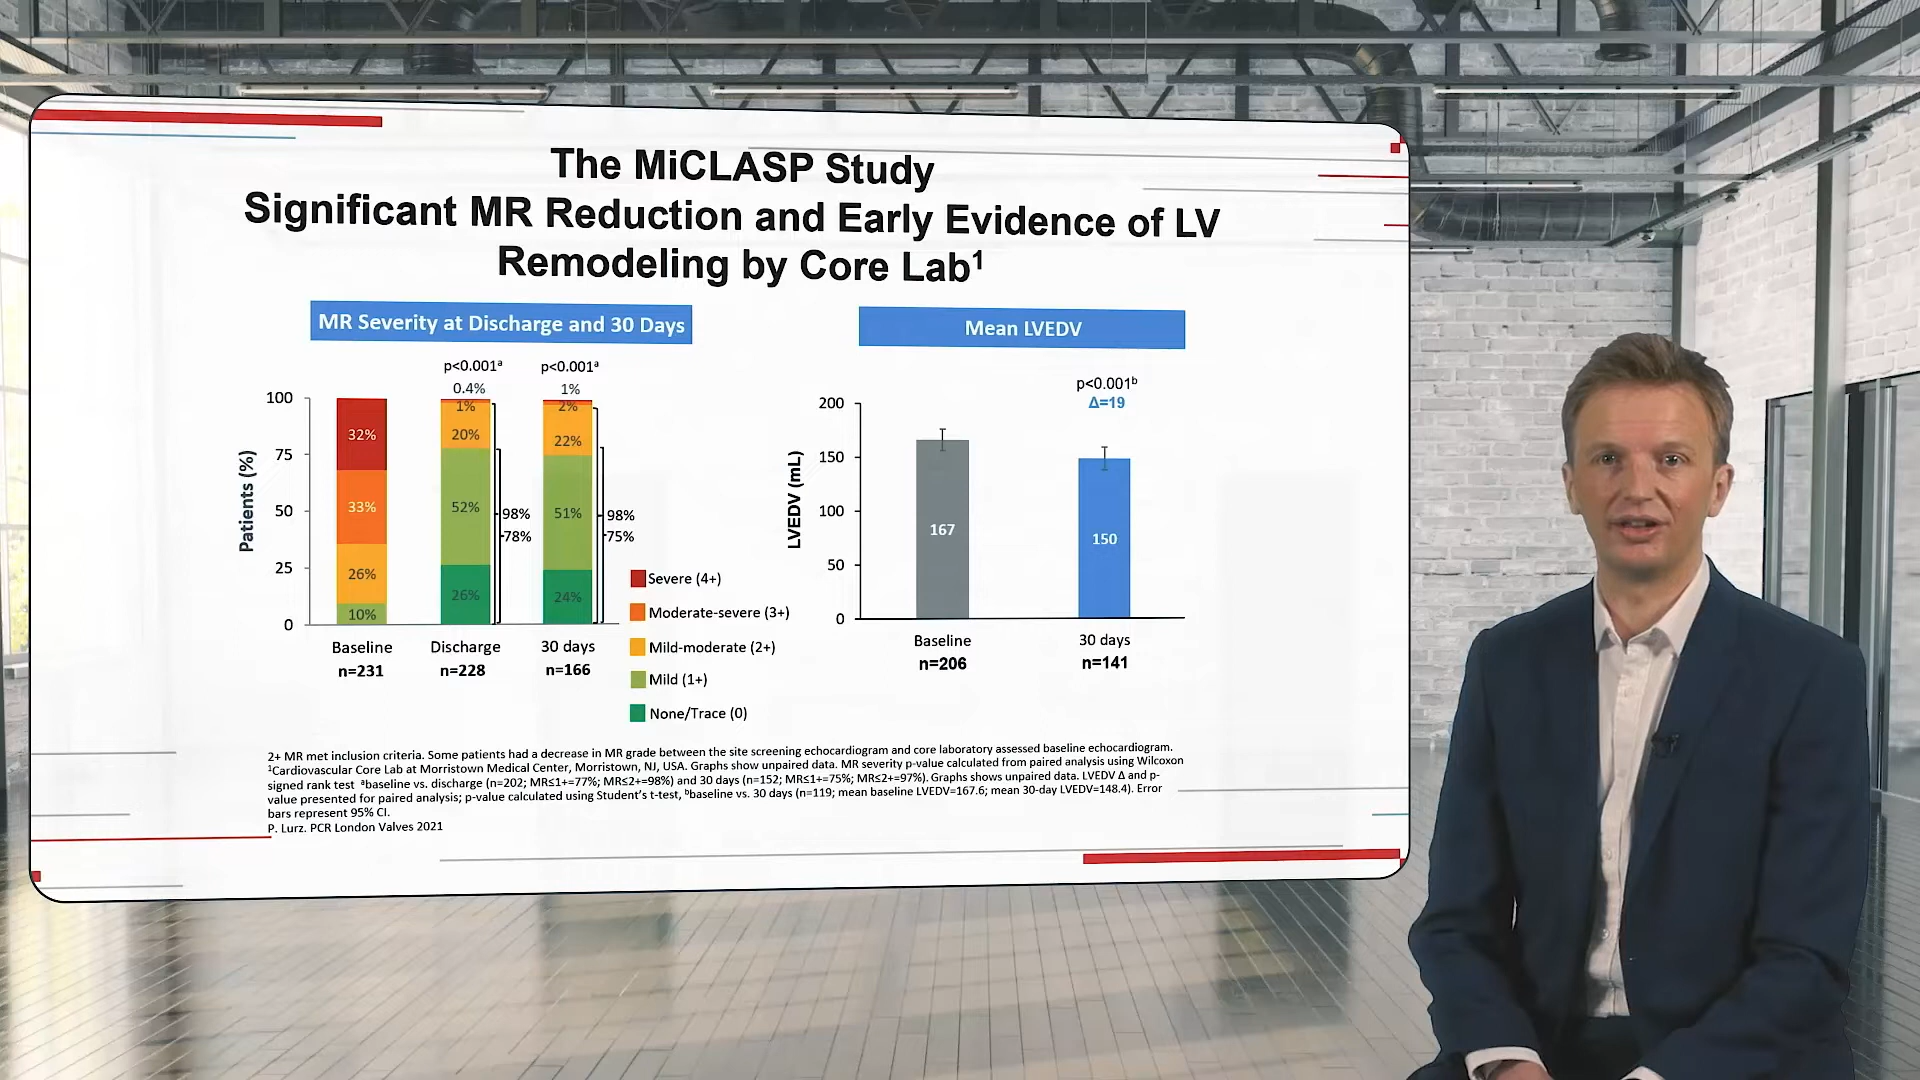 The MiCLASP Study
Significant MR Reduction and Early Evidence of LV
Remodeling by Core Lab¹
MR Severity at Discharge and 30 Days
p<0.001ᵃ
p<0.001ᵃ
0.4%
1%
100
75
50
25
0
Patients (%)
32%
33%
26%
10%
1%
20%
52%
26%
98%
78%
2%
22%
51%
24%
98%
75%
Baseline
Discharge
30 days
n=231
n=228
n=166
Severe (4+)
Moderate-severe (3+)
Mild-moderate (2+)
Mild (1+)
None/Trace (0)
Mean LVEDV
p<0.001ᵇ
Δ=19
200
150
100
50
0
LVEDV (mL)
167
150
Baseline
30 days
n=206
n=141
2+ MR met inclusion criteria. Some patients had a decrease in MR grade between the site screening echocardiogram and core laboratory assessed baseline echocardiogram.
¹Cardiovascular Core Lab at Morristown Medical Center, Morristown, NJ, USA. Graphs show unpaired data. MR severity p-value calculated from paired analysis using Wilcoxon
signed rank test ᵃbaseline vs. discharge (n=202; MR≤1+=77%; MR≤2+=98%) and 30 days (n=152; MR≤1+=75%; MR≤2+=97%). Graphs shows unpaired data. LVEDV Δ and p-
value presented for paired analysis; p-value calculated using Student's t-test, ᵇbaseline vs. 30 days (n=119; mean baseline LVEDV=167.6; mean 30-day LVEDV=148.4). Error
bars represent 95% CI.
P. Lurz. PCR London Valves 2021